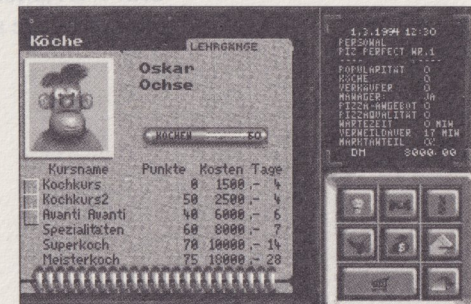 Köche
LEHRGÄNGE
Oskar
Ochse
KOCHEN 50
Kursname Punkte Kosten Tage
Kochkurs 0 1500,- 4
Kochkurs2 50 2500,- 4
Avanti Avanti 40 6000,- 6
Spezialitäten 60 8000,- 7
Superkoch 70 10000,- 14
Meisterkoch 75 18000,- 28
1.3.1994 12:30
PERSONAL
PIZ PERFECT NR.1
POPULARITÄT 0
KÖCHE 0
VERKÄUFER 0
MANAGER JA
PIZZA-ANGEBOT 0
PIZZAQUALITÄT 0
WARTEZEIT 0 MIN
VERWEILDAUER 17 MIN
MARKTANTEIL 0%
DM 8000.00